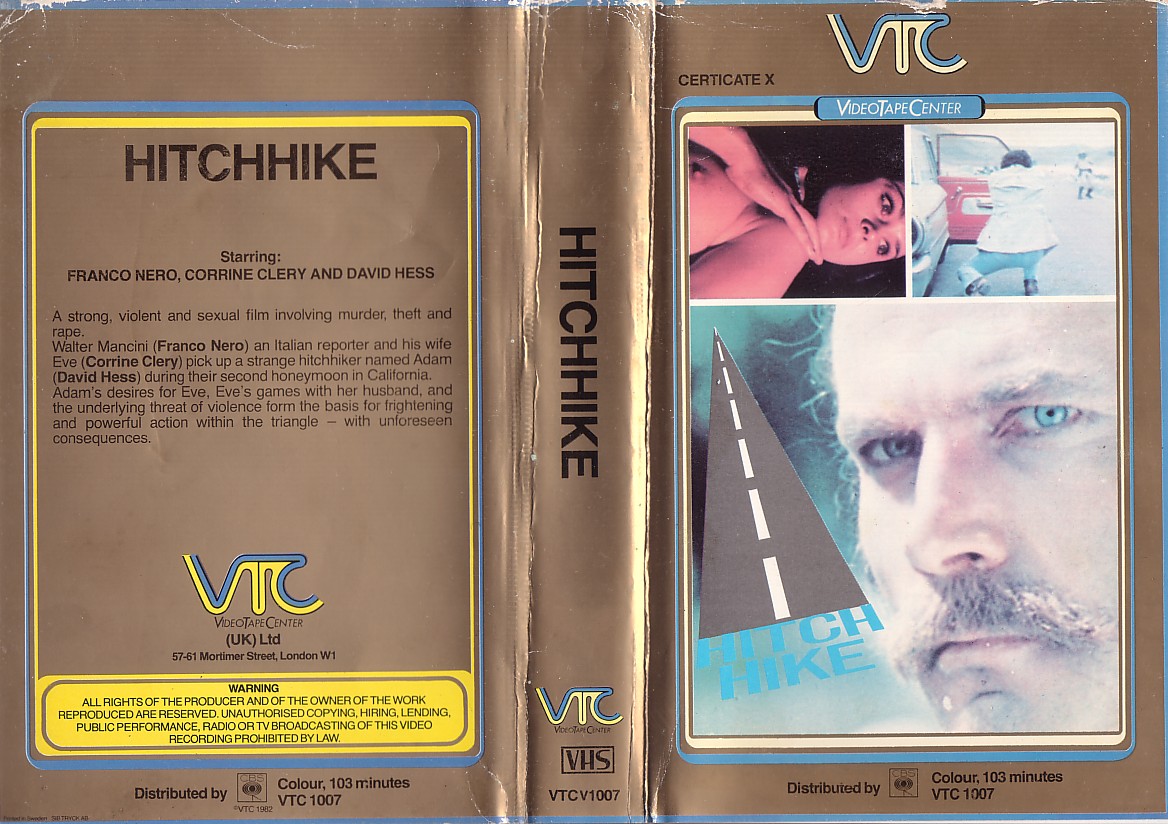 HITCHHIKE
Starring:
FRANCO NERO, CORRINE CLERY AND DAVID HESS
A strong, violent and sexual film involving murder, theft and
rape.
Walter Mancini (Franco Nero) an Italian reporter and his wife
Eve (Corrine Clery) pick up a strange hitchhiker named Adam
(David Hess) during their second honeymoon in California.
Adam's desires for Eve, Eve's games with her husband, and
the underlying threat of violence form the basis for frightening
and powerful action within the triangle – with unforeseen
consequences.
VTC
VIDEOTAPECENTER
(UK) Ltd
57-61 Mortimer Street, London W1
WARNING
ALL RIGHTS OF THE PRODUCER AND OF THE OWNER OF THE WORK
REPRODUCED ARE RESERVED. UNAUTHORISED COPYING, HIRING, LENDING,
PUBLIC PERFORMANCE, RADIO OR TV BROADCASTING OF THIS VIDEO
RECORDING PROHIBITED BY LAW.
Distributed by
CBS
Colour, 103 minutes
VTC 1007
©VTC 1982
Printed in Sweden SIB TRYCK AB
HITCHHIKE
VTC
VIDEOTAPECENTER
VHS
VTC V1007
VTC
CERTICATE X
VIDEOTAPECENTER
HITCH
HIKE
Distributed by
CBS
Colour, 103 minutes
VTC 1007